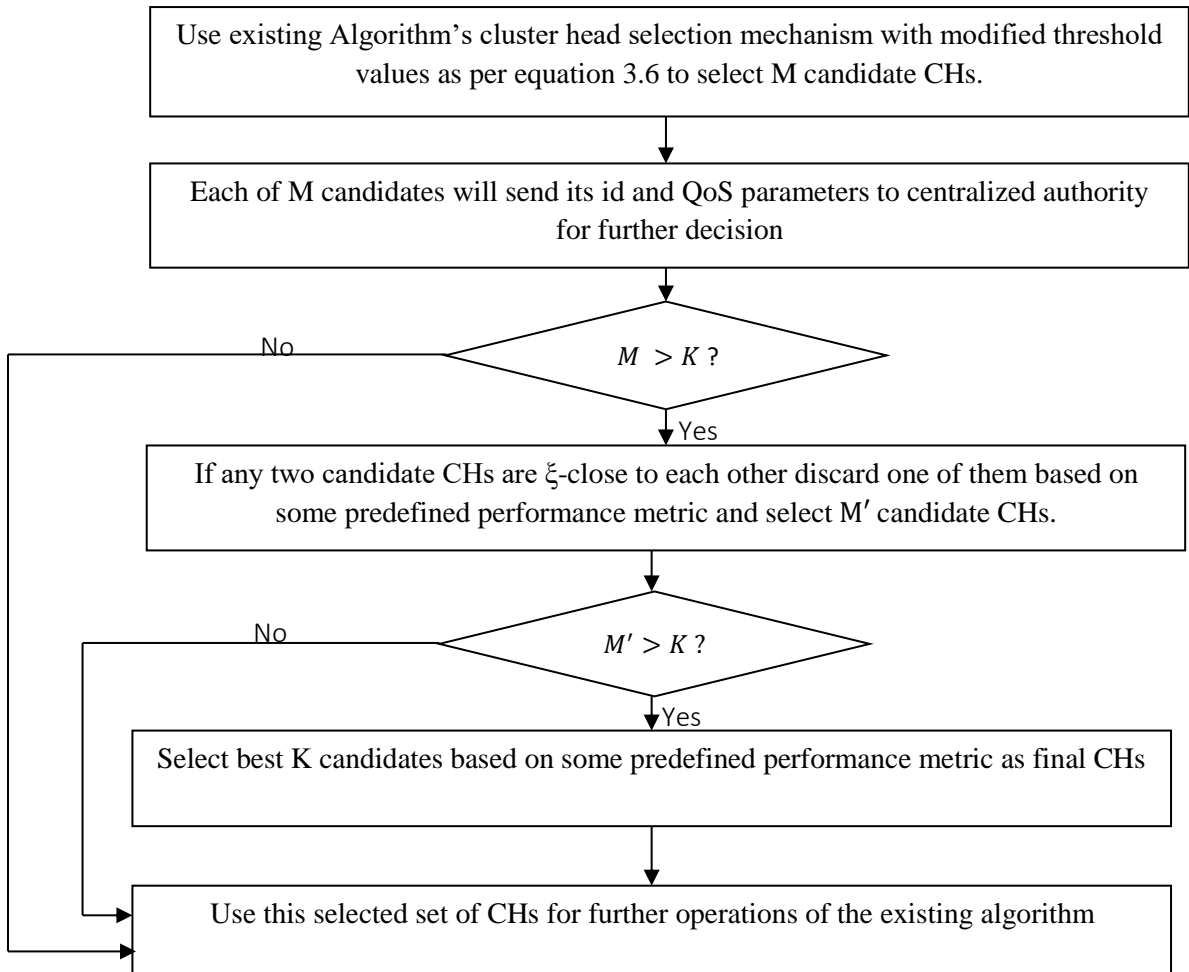 Use existing Algorithm’s cluster head selection mechanism with modified threshold
values as per equation 3.6 to select M candidate CHs.
Each of M candidates will send its id and QoS parameters to centralized authority
for further decision
No
M > K ?
Yes
If any two candidate CHs are ξ-close to each other discard one of them based on
some predefined performance metric and select M′ candidate CHs.
No
M′ > K ?
Yes
Select best K candidates based on some predefined performance metric as final CHs
Use this selected set of CHs for further operations of the existing algorithm